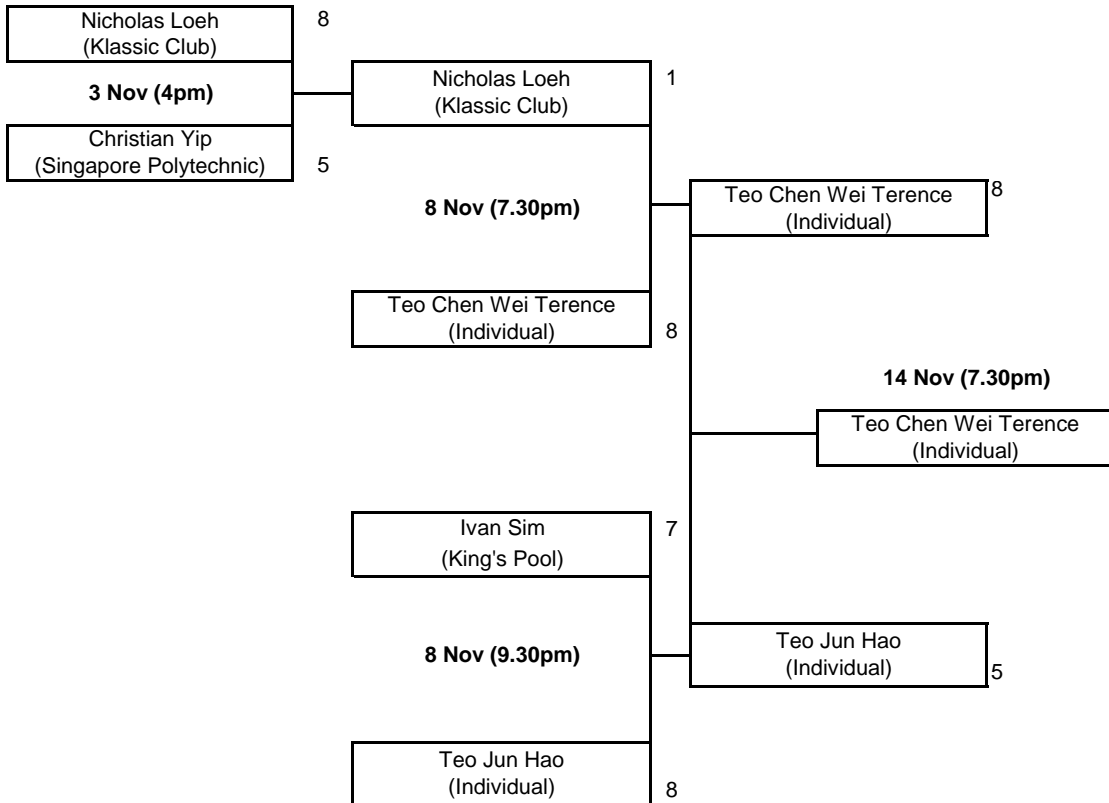 Nicholas Loeh
(Klassic Club)
8
3 Nov (4pm)
Christian Yip
(Singapore Polytechnic)
5
Nicholas Loeh
(Klassic Club)
1
8 Nov (7.30pm)
Teo Chen Wei Terence
(Individual)
8
Teo Chen Wei Terence
(Individual)
8
14 Nov (7.30pm)
Teo Chen Wei Terence
(Individual)
Ivan Sim
(King's Pool)
7
8 Nov (9.30pm)
Teo Jun Hao
(Individual)
5
Teo Jun Hao
(Individual)
8